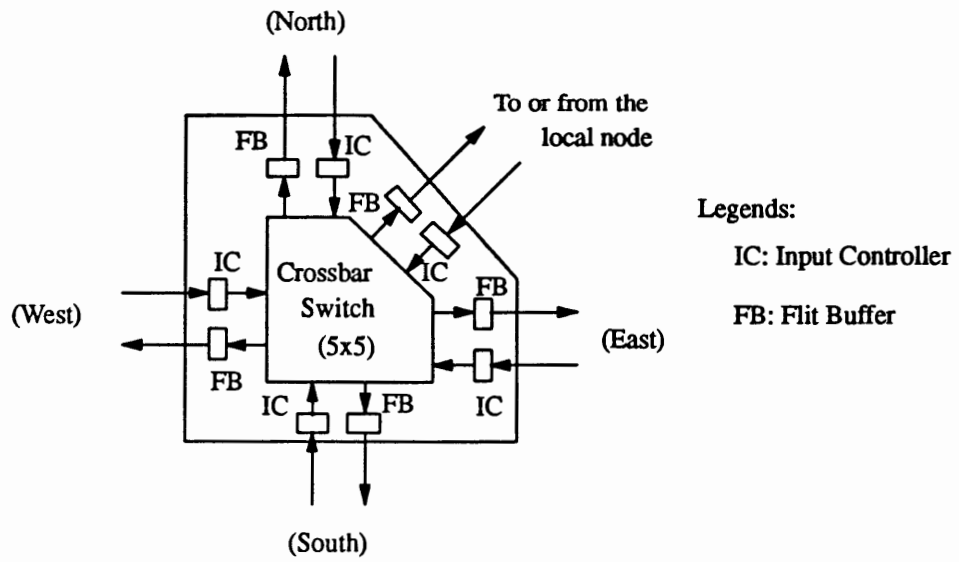 (North)
To or from the
local node
FB
IC
FB
Legends:
IC: Input Controller
FB: Flit Buffer
IC
Crossbar
Switch
(5x5)
IC
FB
(West)
(East)
FB
IC
FB
IC
(South)